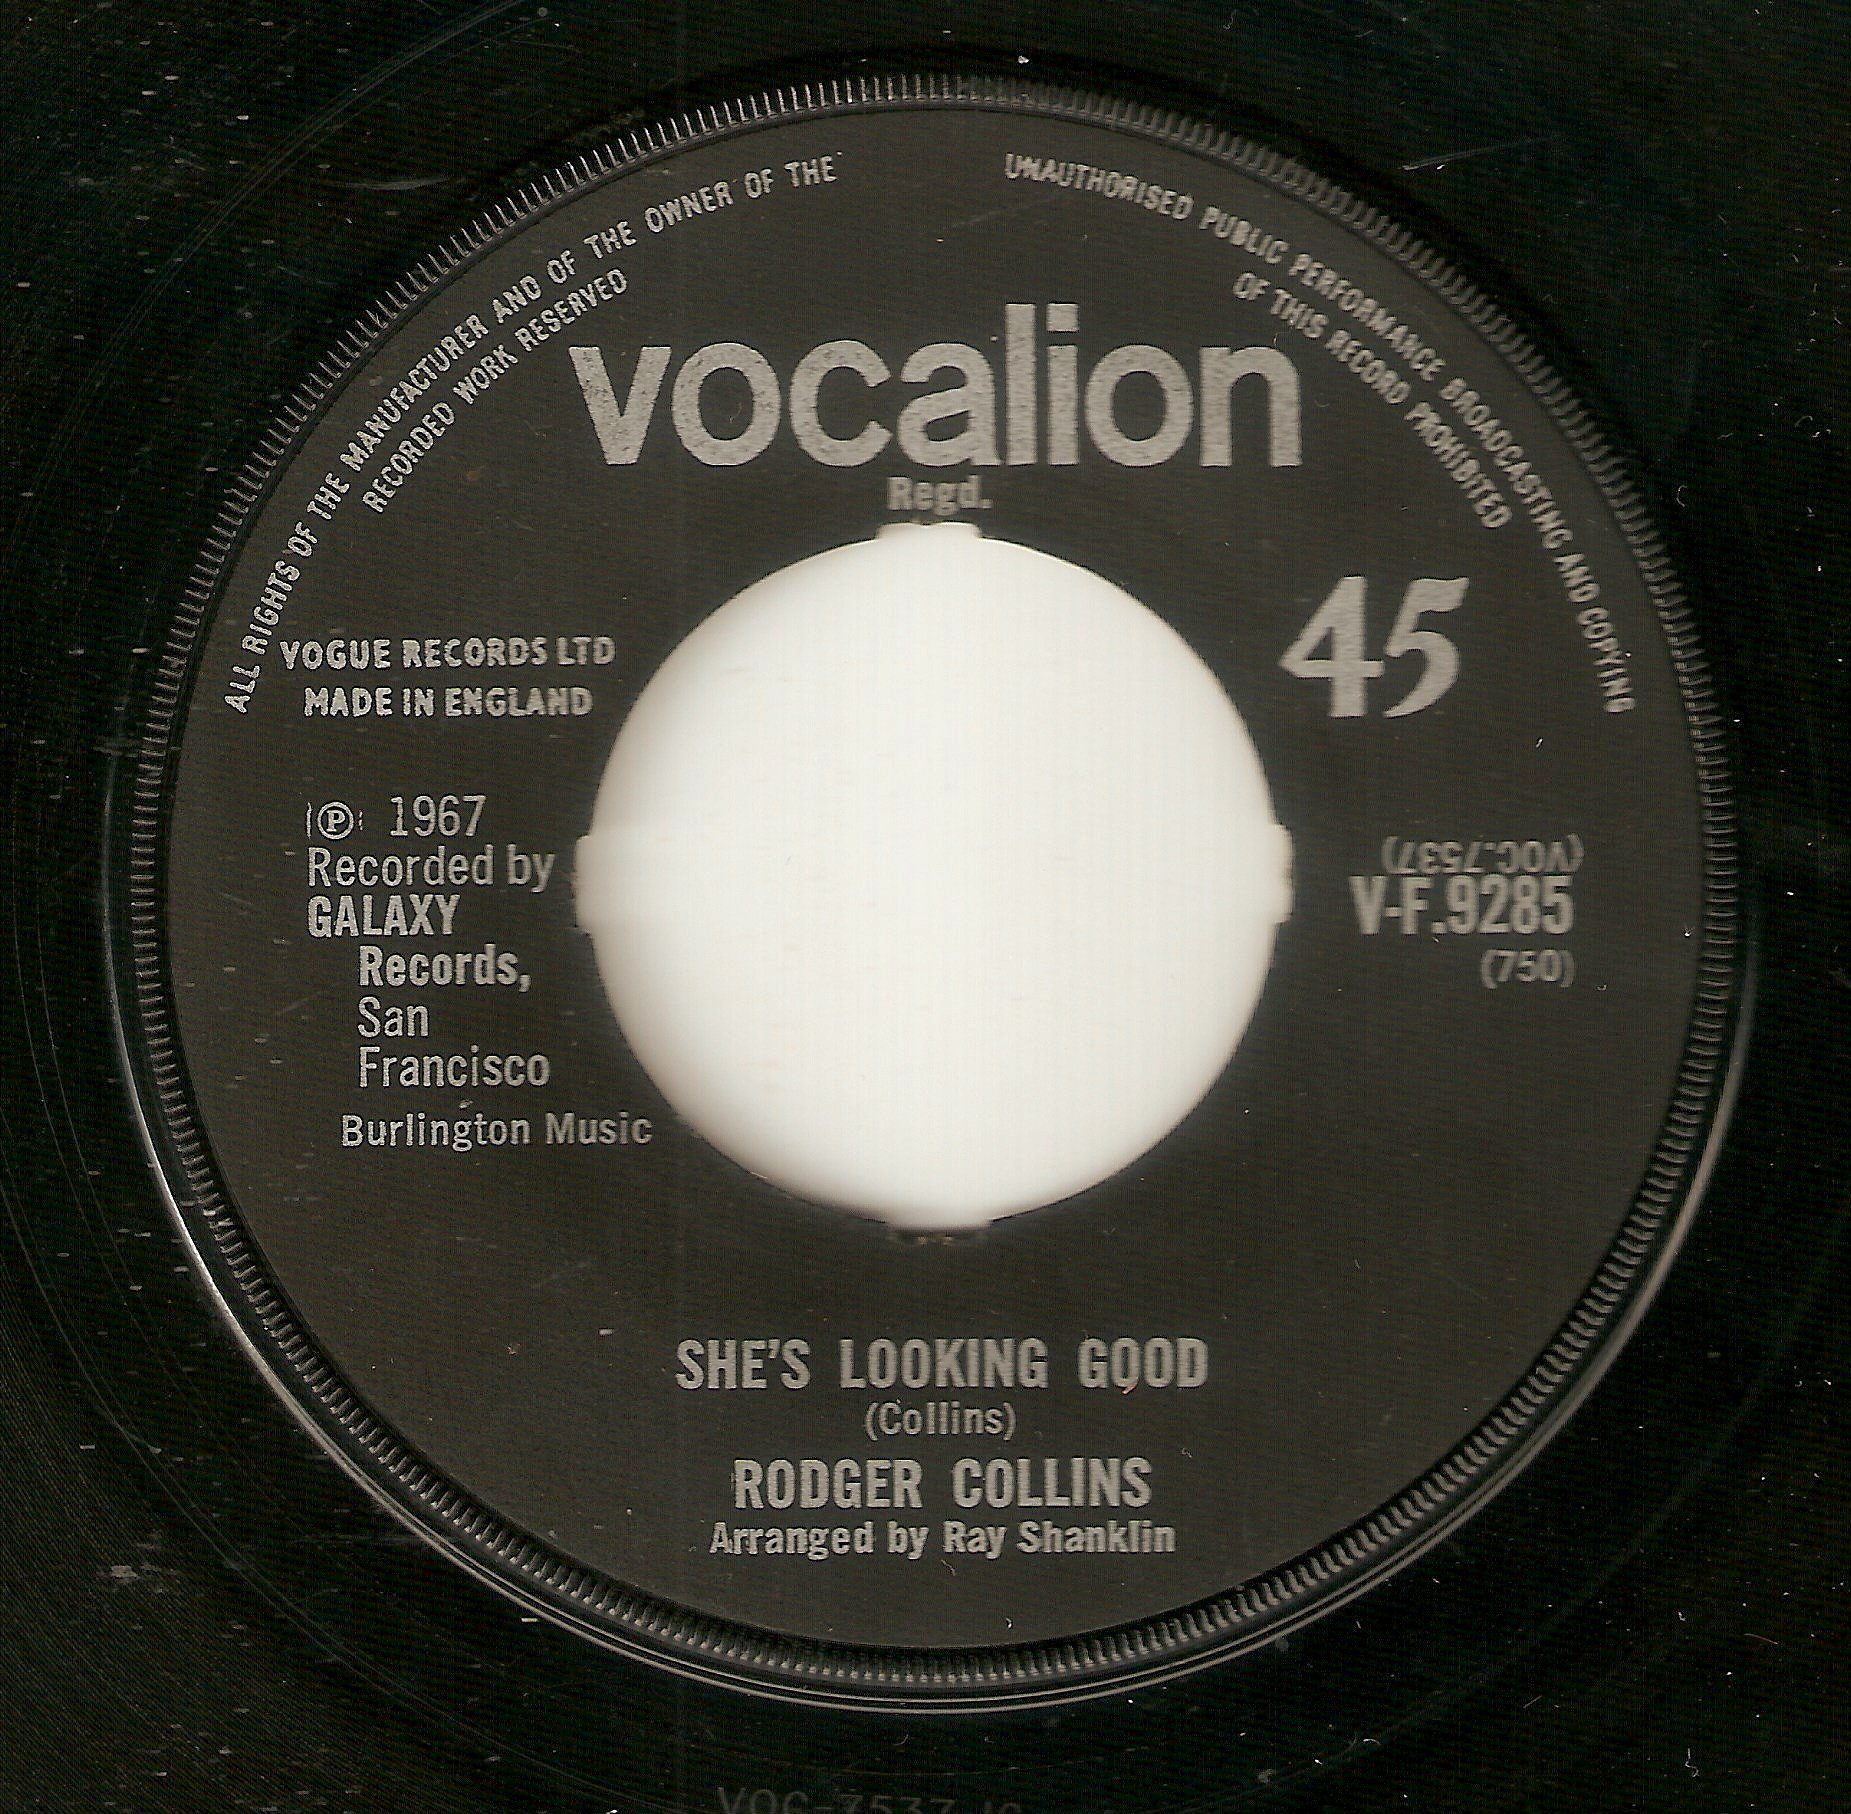 ALL RIGHTS OF THE MANUFACTURER AND OF THE OWNER OF THE
RECORDED WORK RESERVED
UNAUTHORISED PUBLIC PERFORMANCE BROADCASTING AND COPYING
OF THIS RECORD PROHIBITED
vocalion
Regd.
45
VOGUE RECORDS LTD
MADE IN ENGLAND
℗ 1967
Recorded by
GALAXY
Records,
San
Francisco
Burlington Music
(VOC.7537)
V-F.9285
(750)
SHE'S LOOKING GOOD
(Collins)
RODGER COLLINS
Arranged by Ray Shanklin
VOC-7537